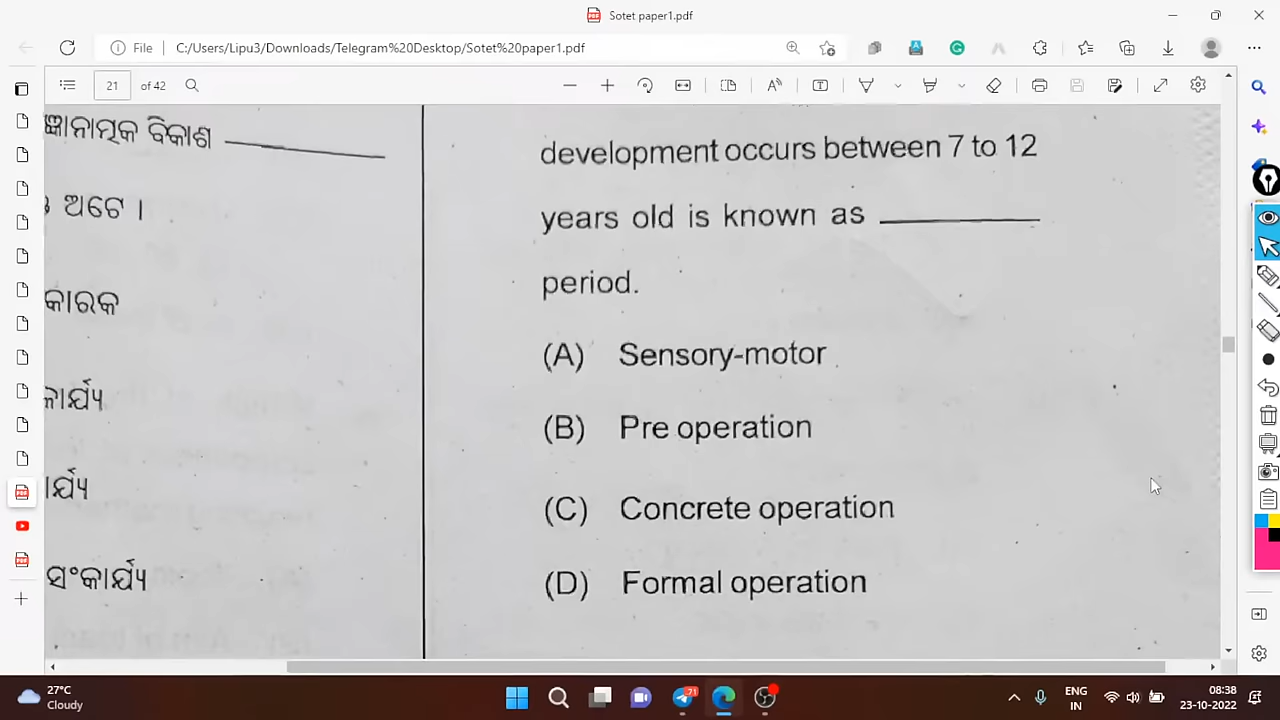 Sotet paper1.pdf
File C:/Users/Lipu3/Downloads/Telegram%20Desktop/Sotet%20paper1.pdf
21 of 42
ଜ୍ଞାନାତ୍ମକ ବିକାଶ
ଅଟେ ।
କାରକ
ସଂକାର୍ଯ୍ୟ
development occurs between 7 to 12
years old is known as
period.
(A) Sensory-motor
(B) Pre operation
(C) Concrete operation
(D) Formal operation
27°C
Cloudy
71
ENG
IN
08:38
23-10-2022